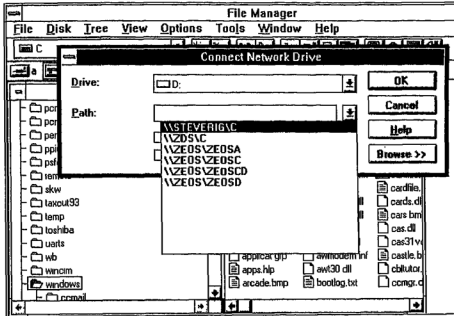 File Manager
File Disk Tree View Options Tools Window Help
C
Connect Network Drive
a
Drive:
D:
OK
Cancel
Path:
Help
Browse >>
\\STEVERIG\C
\\ZDS\C
\\ZEOS\ZEOSA
\\ZEOS\ZEOSC
\\ZEOS\ZEOSCD
\\ZEOS\ZEOSD
skw
taxcut93
temp
toshiba
uarts
wb
wincim
windows
ccmail
cardfile.
cards.dl
cars.bm
cas.dll
cas31v
castle.b
cbltutor.
ccmgr.c
applicat.grp
apps.hlp
arcade.bmp
awmodem.inf
awt30.dll
bootlog.txt